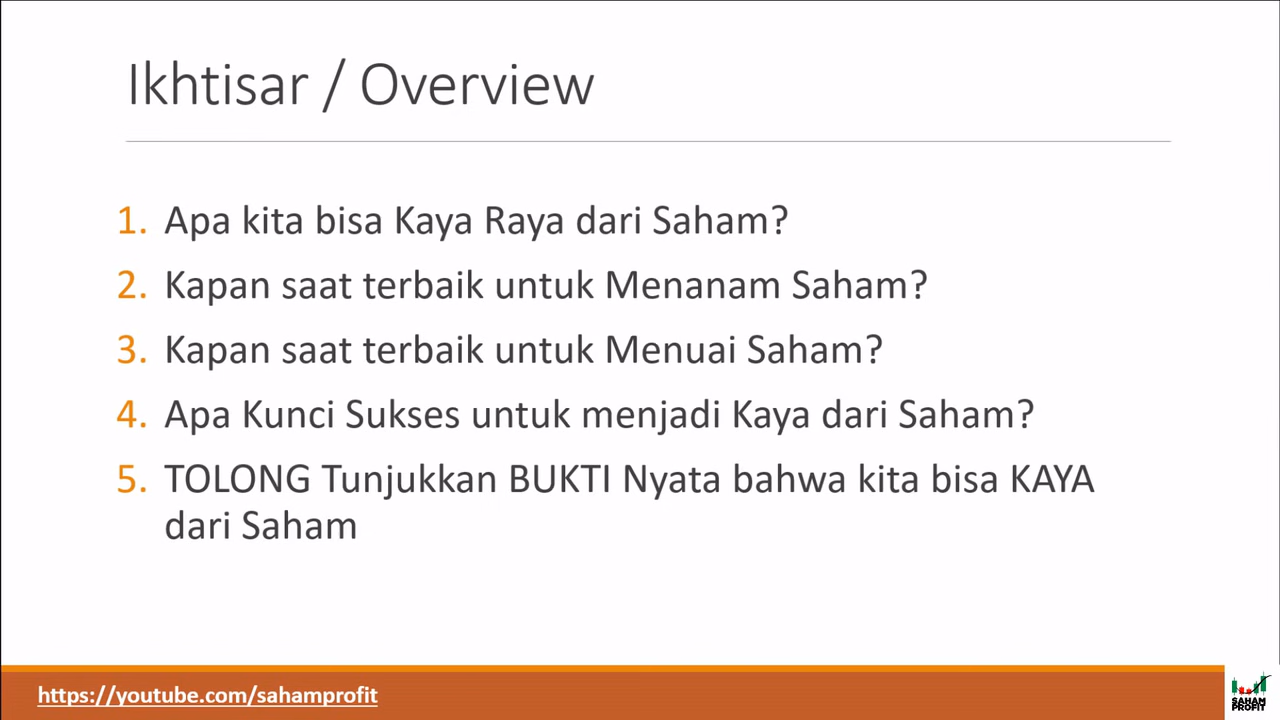 Ikhtisar / Overview
1. Apa kita bisa Kaya Raya dari Saham?
2. Kapan saat terbaik untuk Menanam Saham?
3. Kapan saat terbaik untuk Menuai Saham?
4. Apa Kunci Sukses untuk menjadi Kaya dari Saham?
5. TOLONG Tunjukkan BUKTI Nyata bahwa kita bisa KAYA
dari Saham
https://youtube.com/sahamprofit
SAHAM
PROFIT